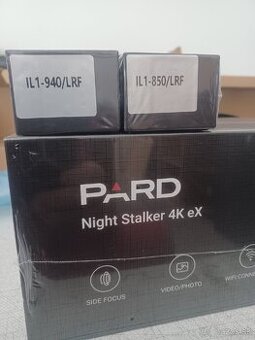 IL1-940/LRF IL1-850/LRF
PARD
Night Stalker 4K eX
SIDE FOCUS VIDEO/PHOTO